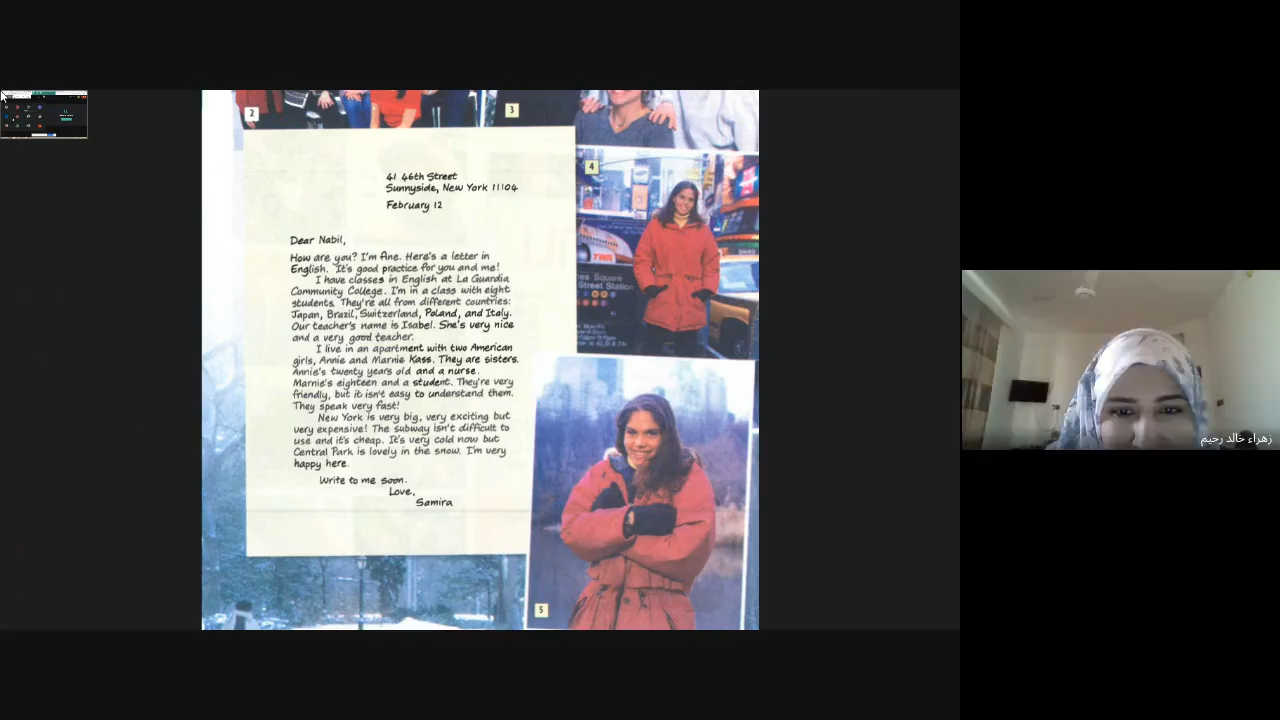 2
3
4
41 46th Street
Sunnyside, New York 11104
February 12
Dear Nabil,
How are you? I'm fine. Here's a letter in
English. It's good practice for you and me!
I have classes in English at La Guardia
Community College. I'm in a class with eight
students. They're all from different countries:
Japan, Brazil, Switzerland, Poland, and Italy.
Our teacher's name is Isabel. She's very nice
and a very good teacher.
I live in an apartment with two American
girls, Annie and Marnie Kass. They are sisters.
Annie's twenty years old and a nurse.
Marnie's eighteen and a student. They're very
friendly, but it isn't easy to understand them.
They speak very fast!
New York is very big, very exciting but
very expensive! The subway isn't difficult to
use and it's cheap. It's very cold now but
Central Park is lovely in the snow. I'm very
happy here.
Write to me soon.
Love,
Samira
TWA
Square
Street Station
5
زهراء خالد رحيم